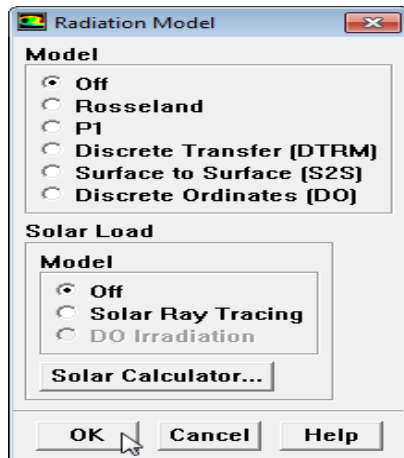 Radiation Model
Model
Off
Rosseland
P1
Discrete Transfer (DTRM)
Surface to Surface (S2S)
Discrete Ordinates (DO)
Solar Load
Model
Off
Solar Ray Tracing
DO Irradiation
Solar Calculator...
OK Cancel Help